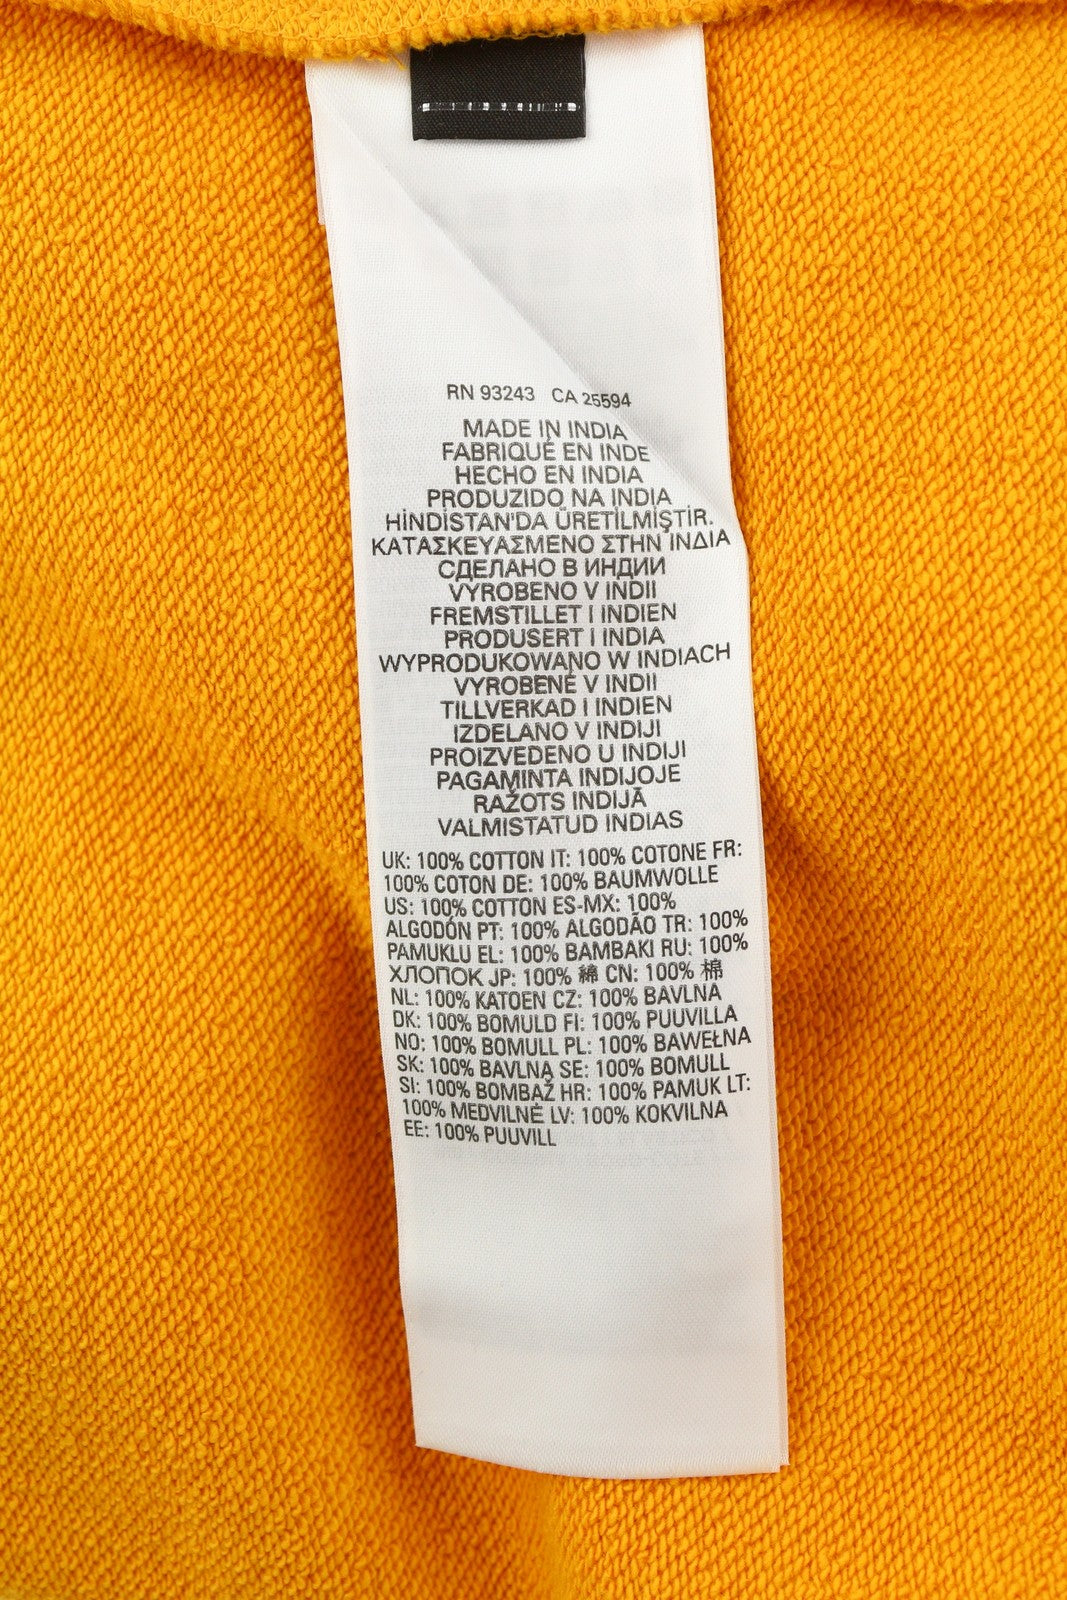 RN 93243 CA 25594
MADE IN INDIA
FABRIQUÉ EN INDE
HECHO EN INDIA
PRODUZIDO NA INDIA
HİNDİSTAN'DA ÜRETİLMİŞTİR.
ΚΑΤΑΣΚΕΥΑΣΜΕΝΟ ΣΤΗΝ ΙΝΔΙΑ
СДЕЛАНО В ИНДИИ
VYROBENO V INDII
FREMSTILLET I INDIEN
PRODUSERT I INDIA
WYPRODUKOWANO W INDIACH
VYROBENÉ V INDII
TILLVERKAD I INDIEN
IZDELANO V INDIJI
PROIZVEDENO U INDIJI
PAGAMINTA INDIJOJE
RAŽOTS INDIJĀ
VALMISTATUD INDIAS
UK: 100% COTTON IT: 100% COTONE FR:
100% COTON DE: 100% BAUMWOLLE
US: 100% COTTON ES-MX: 100%
ALGODÓN PT: 100% ALGODÃO TR: 100%
PAMUKLU EL: 100% ΒΑΜΒΑΚΙ RU: 100%
ХЛОПОК JP: 100% 綿 CN: 100% 棉
NL: 100% KATOEN CZ: 100% BAVLNA
DK: 100% BOMULD FI: 100% PUUVILLA
NO: 100% BOMULL PL: 100% BAWEŁNA
SK: 100% BAVLNA SE: 100% BOMULL
SI: 100% BOMBAŽ HR: 100% PAMUK LT:
100% MEDVILNĖ LV: 100% KOKVILNA
EE: 100% PUUVILL